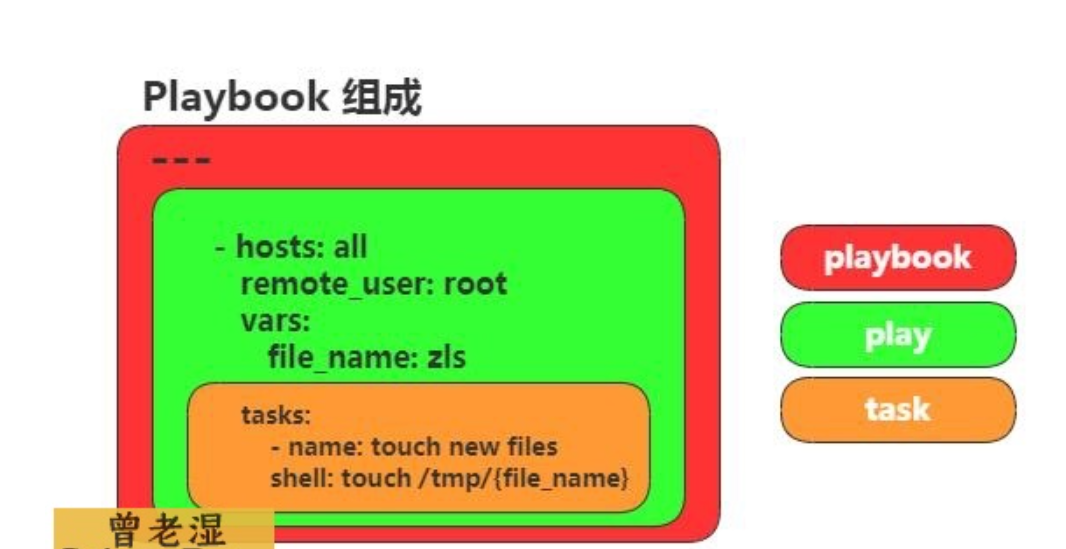 Playbook 组成
---
- hosts: all
remote_user: root
vars:
file_name: zls
tasks:
- name: touch new files
shell: touch /tmp/{file_name}
playbook
play
task
曾老湿